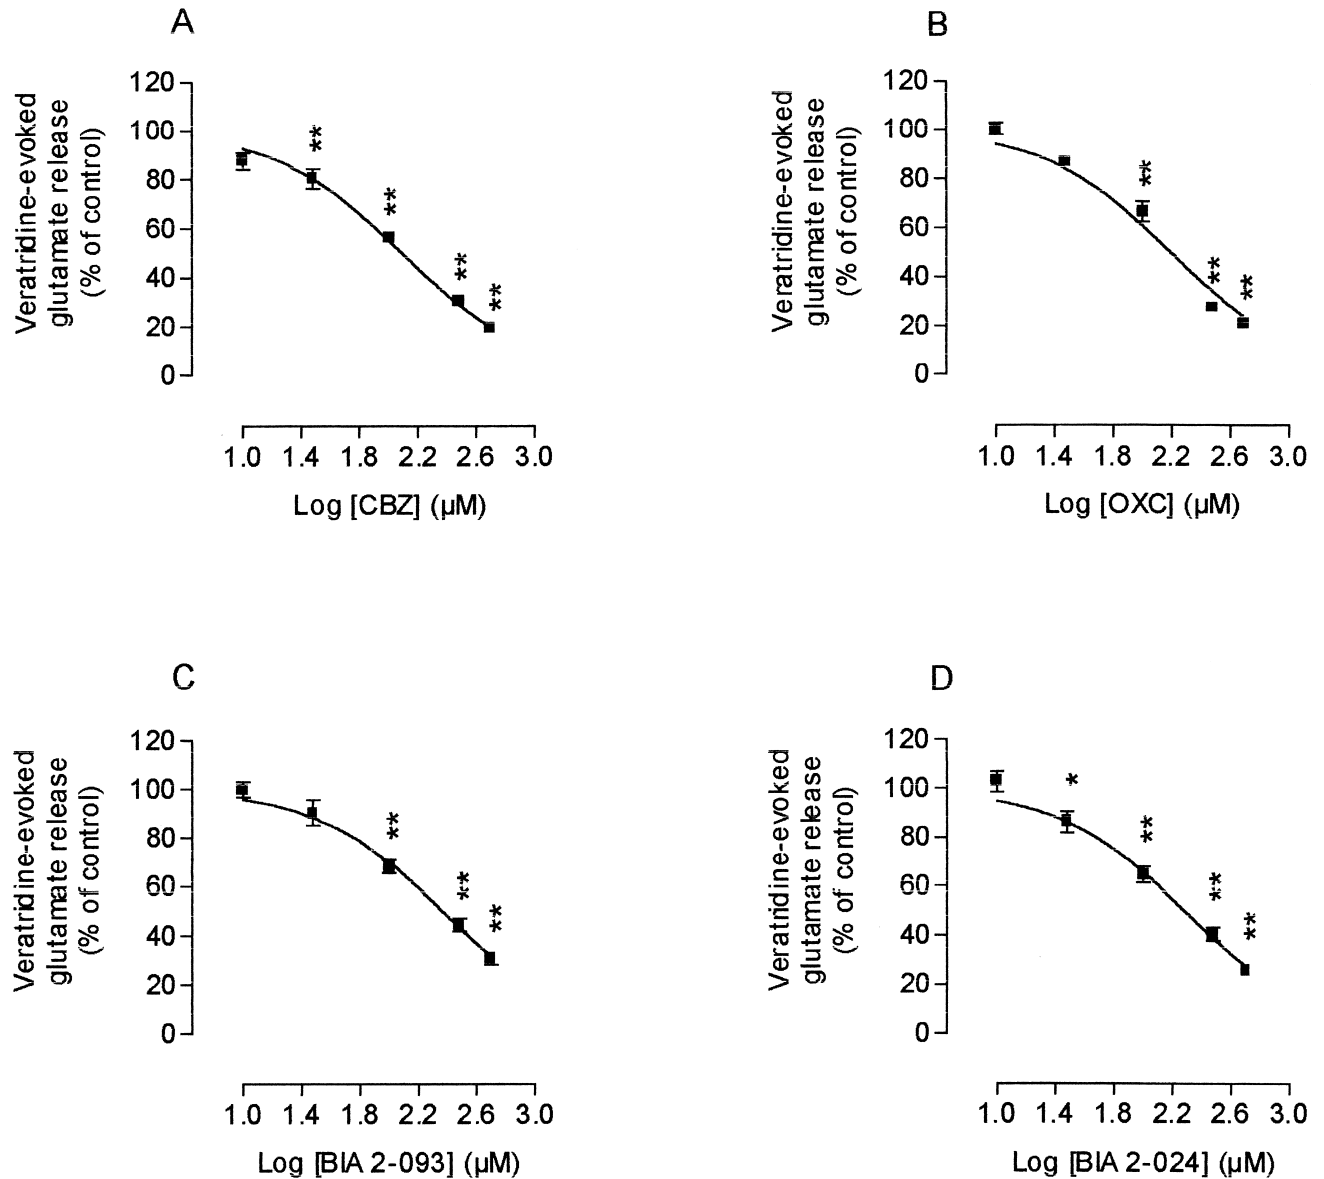 A
Veratridine-evoked
glutamate release
(% of control)
120
100
80
60
40
20
0
**
**
**
**
1.0 1.4 1.8 2.2 2.6 3.0
Log [CBZ] (µM)
B
Veratridine-evoked
glutamate release
(% of control)
120
100
80
60
40
20
0
**
**
**
1.0 1.4 1.8 2.2 2.6 3.0
Log [OXC] (µM)
C
Veratridine-evoked
glutamate release
(% of control)
120
100
80
60
40
20
0
**
**
**
1.0 1.4 1.8 2.2 2.6 3.0
Log [BIA 2-093] (µM)
D
Veratridine-evoked
glutamate release
(% of control)
120
100
80
60
40
20
0
*
**
**
**
1.0 1.4 1.8 2.2 2.6 3.0
Log [BIA 2-024] (µM)